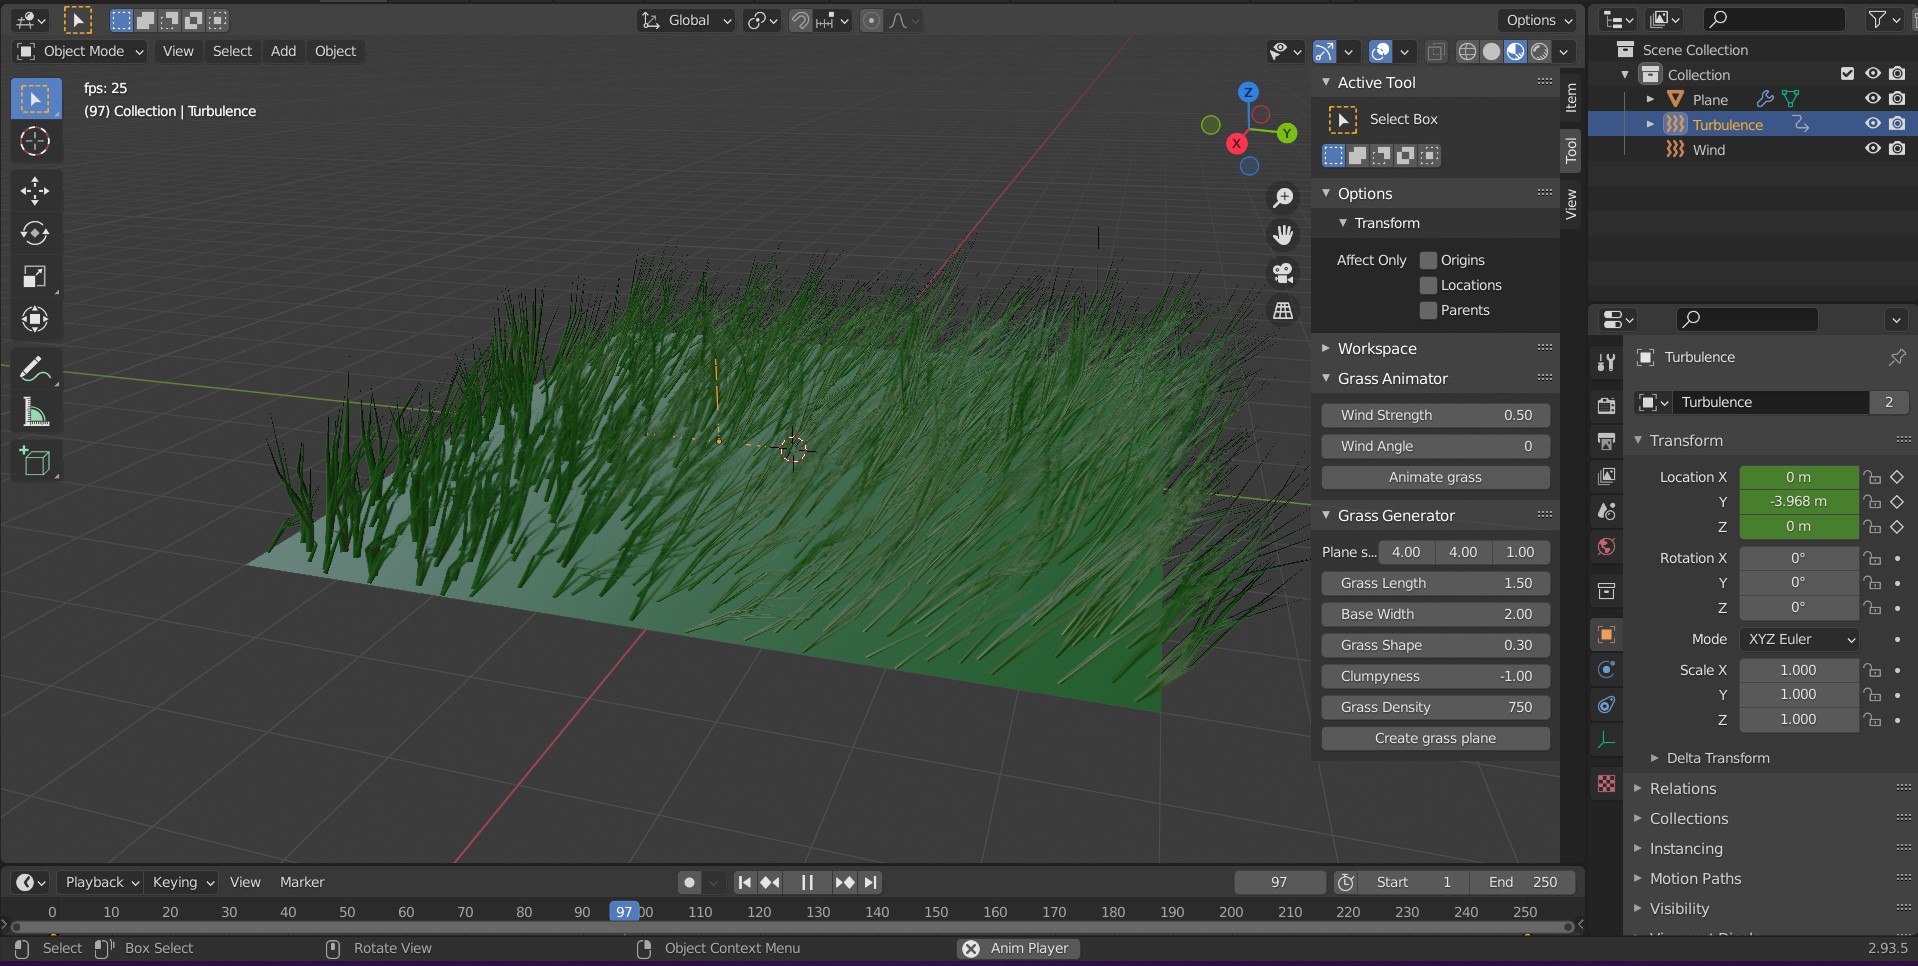 Global
Options
Object Mode
View
Select
Add
Object
fps: 25
(97) Collection | Turbulence
Z
Y
X
Active Tool
Select Box
Options
Transform
Affect Only
Origins
Locations
Parents
Workspace
Grass Animator
Wind Strength 0.50
Wind Angle 0
Animate grass
Grass Generator
Plane s... 4.00 4.00 1.00
Grass Length 1.50
Base Width 2.00
Grass Shape 0.30
Clumpyness -1.00
Grass Density 750
Create grass plane
Item
Tool
View
Scene Collection
Collection
Plane
Turbulence
Wind
Turbulence
Turbulence 2
Transform
Location X 0 m
Y -3.968 m
Z 0 m
Rotation X 0°
Y 0°
Z 0°
Mode XYZ Euler
Scale X 1.000
Y 1.000
Z 1.000
Delta Transform
Relations
Collections
Instancing
Motion Paths
Visibility
Playback
Keying
View
Marker
97
Start 1
End 250
0 10 20 30 40 50 60 70 80 90 97 00 110 120 130 140 150 160 170 180 190 200 210 220 230 240 250
Select
Box Select
Rotate View
Object Context Menu
Anim Player
2.93.5